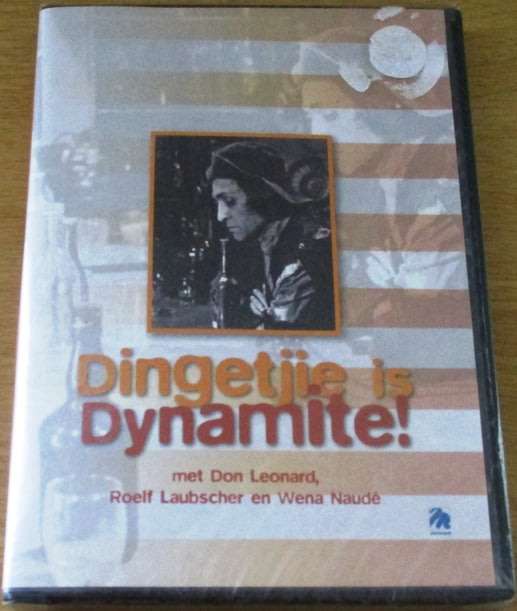 Dingetjie is
Dynamite!
met Don Leonard,
Roelf Laubscher en Wena Naudé